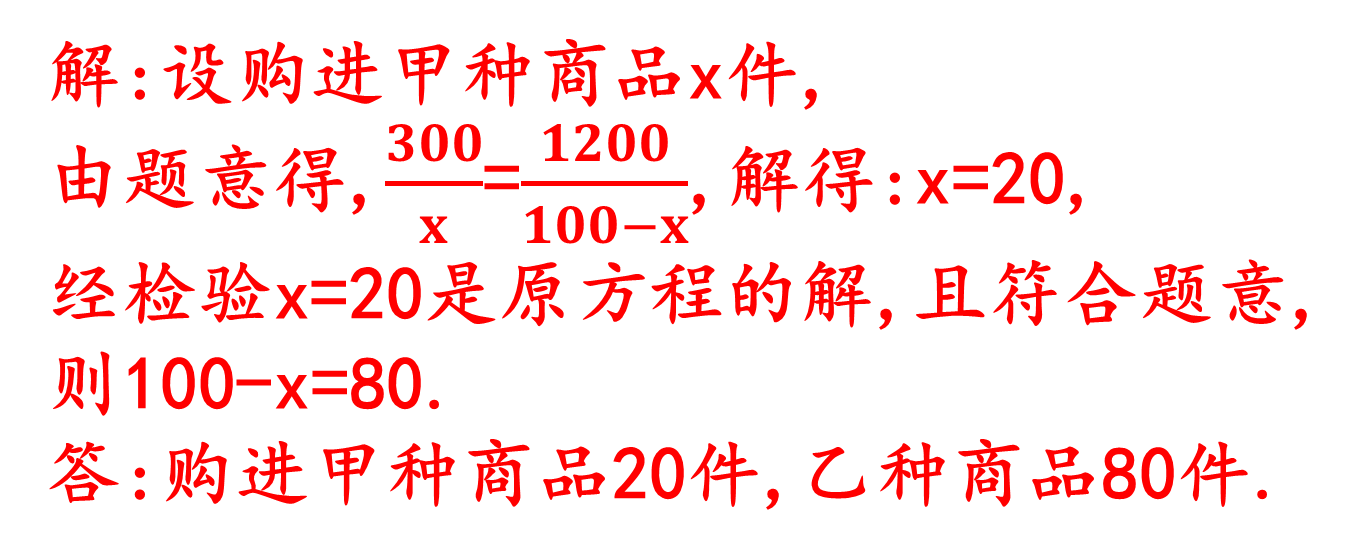 解:设购进甲种商品x件,
由题意得,300/x=1200/(100-x),解得:x=20,
经检验x=20是原方程的解,且符合题意,
则100-x=80.
答:购进甲种商品20件,乙种商品80件.